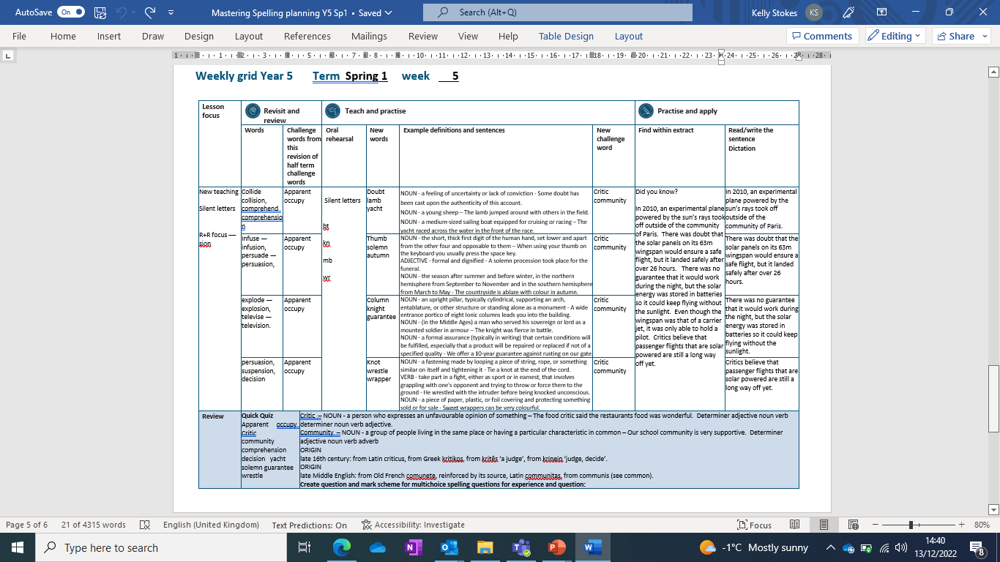 AutoSave On Mastering Spelling planning Y5 Sp1 • Saved Search (Alt+Q) Kelly Stokes KS
File Home Insert Draw Design Layout References Mailings Review View Help Table Design Layout Comments Editing Share
1 1 2 3 4 5 7 8 10 11 12 13 14 15 16 17 18 19 20 21 22 23 24 25 26 28
Weekly grid Year 5 Term Spring 1 week 5
Lesson focus
Revisit and review
Teach and practise
Practise and apply
Words
Challenge words from this revision of half term challenge words
Oral rehearsal
New words
Example definitions and sentences
New challenge word
Find within extract
Read/write the sentence
Dictation
New teaching
Silent letters
R+R focus —
sion
Collide
collision,
comprehend
comprehensio
n
Apparent
occupy
Silent letters
bt
kn
mb
wr
Doubt
lamb
yacht
NOUN - a feeling of uncertainty or lack of conviction - Some doubt has
been cast upon the authenticity of this account.
NOUN - a young sheep – The lamb jumped around with others in the field.
NOUN - a medium-sized sailing boat equipped for cruising or racing – The
yacht raced across the water in the front of the race.
Critic
community
Did you know?
In 2010, an experimental plane
powered by the sun's rays took
off outside of the community
of Paris. There was doubt that
the solar panels on its 63m
wingspan would ensure a safe
flight, but it landed safely after
over 26 hours. There was no
guarantee that it would work
during the night, but the solar
energy was stored in batteries
so it could keep flying without
the sunlight. Even though the
wingspan was that of a carrier
jet, it was only able to hold a
pilot. Critics believe that
passenger flights that are solar
powered are still a long way
off yet.
In 2010, an experimental
plane powered by the
sun's rays took off
outside of the
community of Paris.
Infuse —
infusion,
persuade —
persuasion,
Apparent
occupy
Thumb
solemn
autumn
NOUN - the short, thick first digit of the human hand, set lower and apart
from the other four and opposable to them – When using your thumb on
the keyboard you usually press the space key.
ADJECTIVE - formal and dignified - A solemn procession took place for the
funeral.
NOUN - the season after summer and before winter, in the northern
hemisphere from September to November and in the southern hemisphere
from March to May - The countryside is ablaze with colour in autumn.
Critic
community
There was doubt that the
solar panels on its 63m
wingspan would ensure a
safe flight, but it landed
safely after over 26
hours.
explode —
explosion,
televise —
television.
Apparent
occupy
Column
knight
guarantee
NOUN - an upright pillar, typically cylindrical, supporting an arch,
entablature, or other structure or standing alone as a monument - A wide
entrance portico of eight Ionic columns leads you into the building.
NOUN - (in the Middle Ages) a man who served his sovereign or lord as a
mounted soldier in armour – The knight was fierce in battle.
NOUN - a formal assurance (typically in writing) that certain conditions will
be fulfilled, especially that a product will be repaired or replaced if not of a
specified quality - We offer a 10-year guarantee against rusting on our gate.
Critic
community
There was no guarantee
that it would work during
the night, but the solar
energy was stored in
batteries so it could keep
flying without the
sunlight.
persuasion,
suspension,
decision
Apparent
occupy
Knot
wrestle
wrapper
NOUN - a fastening made by looping a piece of string, rope, or something
similar on itself and tightening it - Tie a knot at the end of the cord.
VERB - take part in a fight, either as sport or in earnest, that involves
grappling with one's opponent and trying to throw or force them to the
ground - He wrestled with the intruder before being knocked unconscious.
NOUN - a piece of paper, plastic, or foil covering and protecting something
sold or for sale - Sweet wrappers can be very colourful.
Critic
community
Critics believe that
passenger flights that are
solar powered are still a
long way off yet.
Review
Quick Quiz
Apparent occupy
Critic
community
comprehension
decision yacht
solemn guarantee
wrestle
Critic – NOUN - a person who expresses an unfavourable opinion of something – The food critic said the restaurants food was wonderful. Determiner adjective noun verb
determiner noun verb adjective.
Community – NOUN - a group of people living in the same place or having a particular characteristic in common – Our school community is very supportive. Determiner
adjective noun verb adverb
ORIGIN
late 16th century: from Latin criticus, from Greek kritikos, from kritēs 'a judge', from krinein 'judge, decide'.
ORIGIN
late Middle English: from Old French comunete, reinforced by its source, Latin communitas, from communis (see common).
Create question and mark scheme for multichoice spelling questions for experience and question:
Page 5 of 6 21 of 4315 words English (United Kingdom) Text Predictions: On Accessibility: Investigate Focus 80%
Type here to search -1°C Mostly sunny 14:40
13/12/2022 8